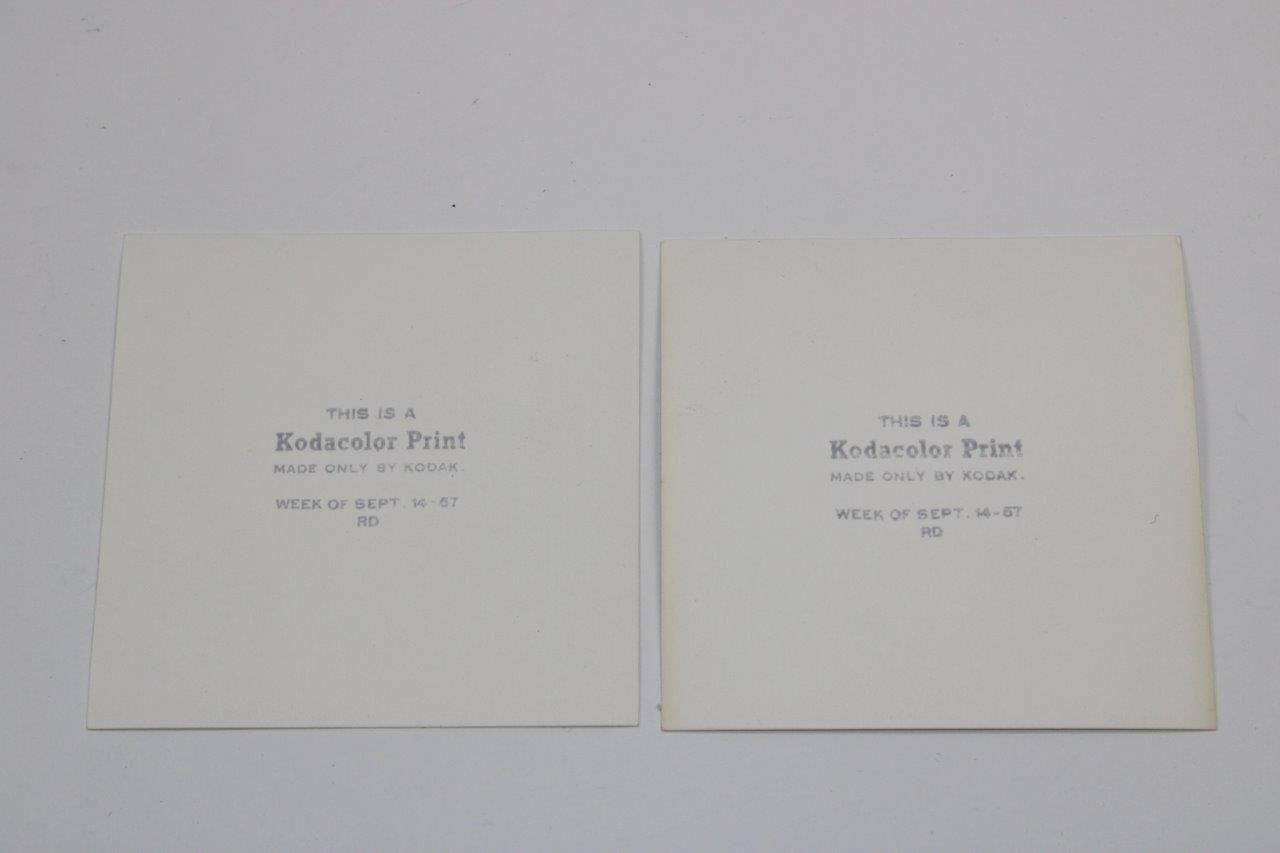 THIS IS A
Kodacolor Print
MADE ONLY BY KODAK.
WEEK OF SEPT. 14-57
RD
THIS IS A
Kodacolor Print
MADE ONLY BY KODAK.
WEEK OF SEPT. 14-57
RD